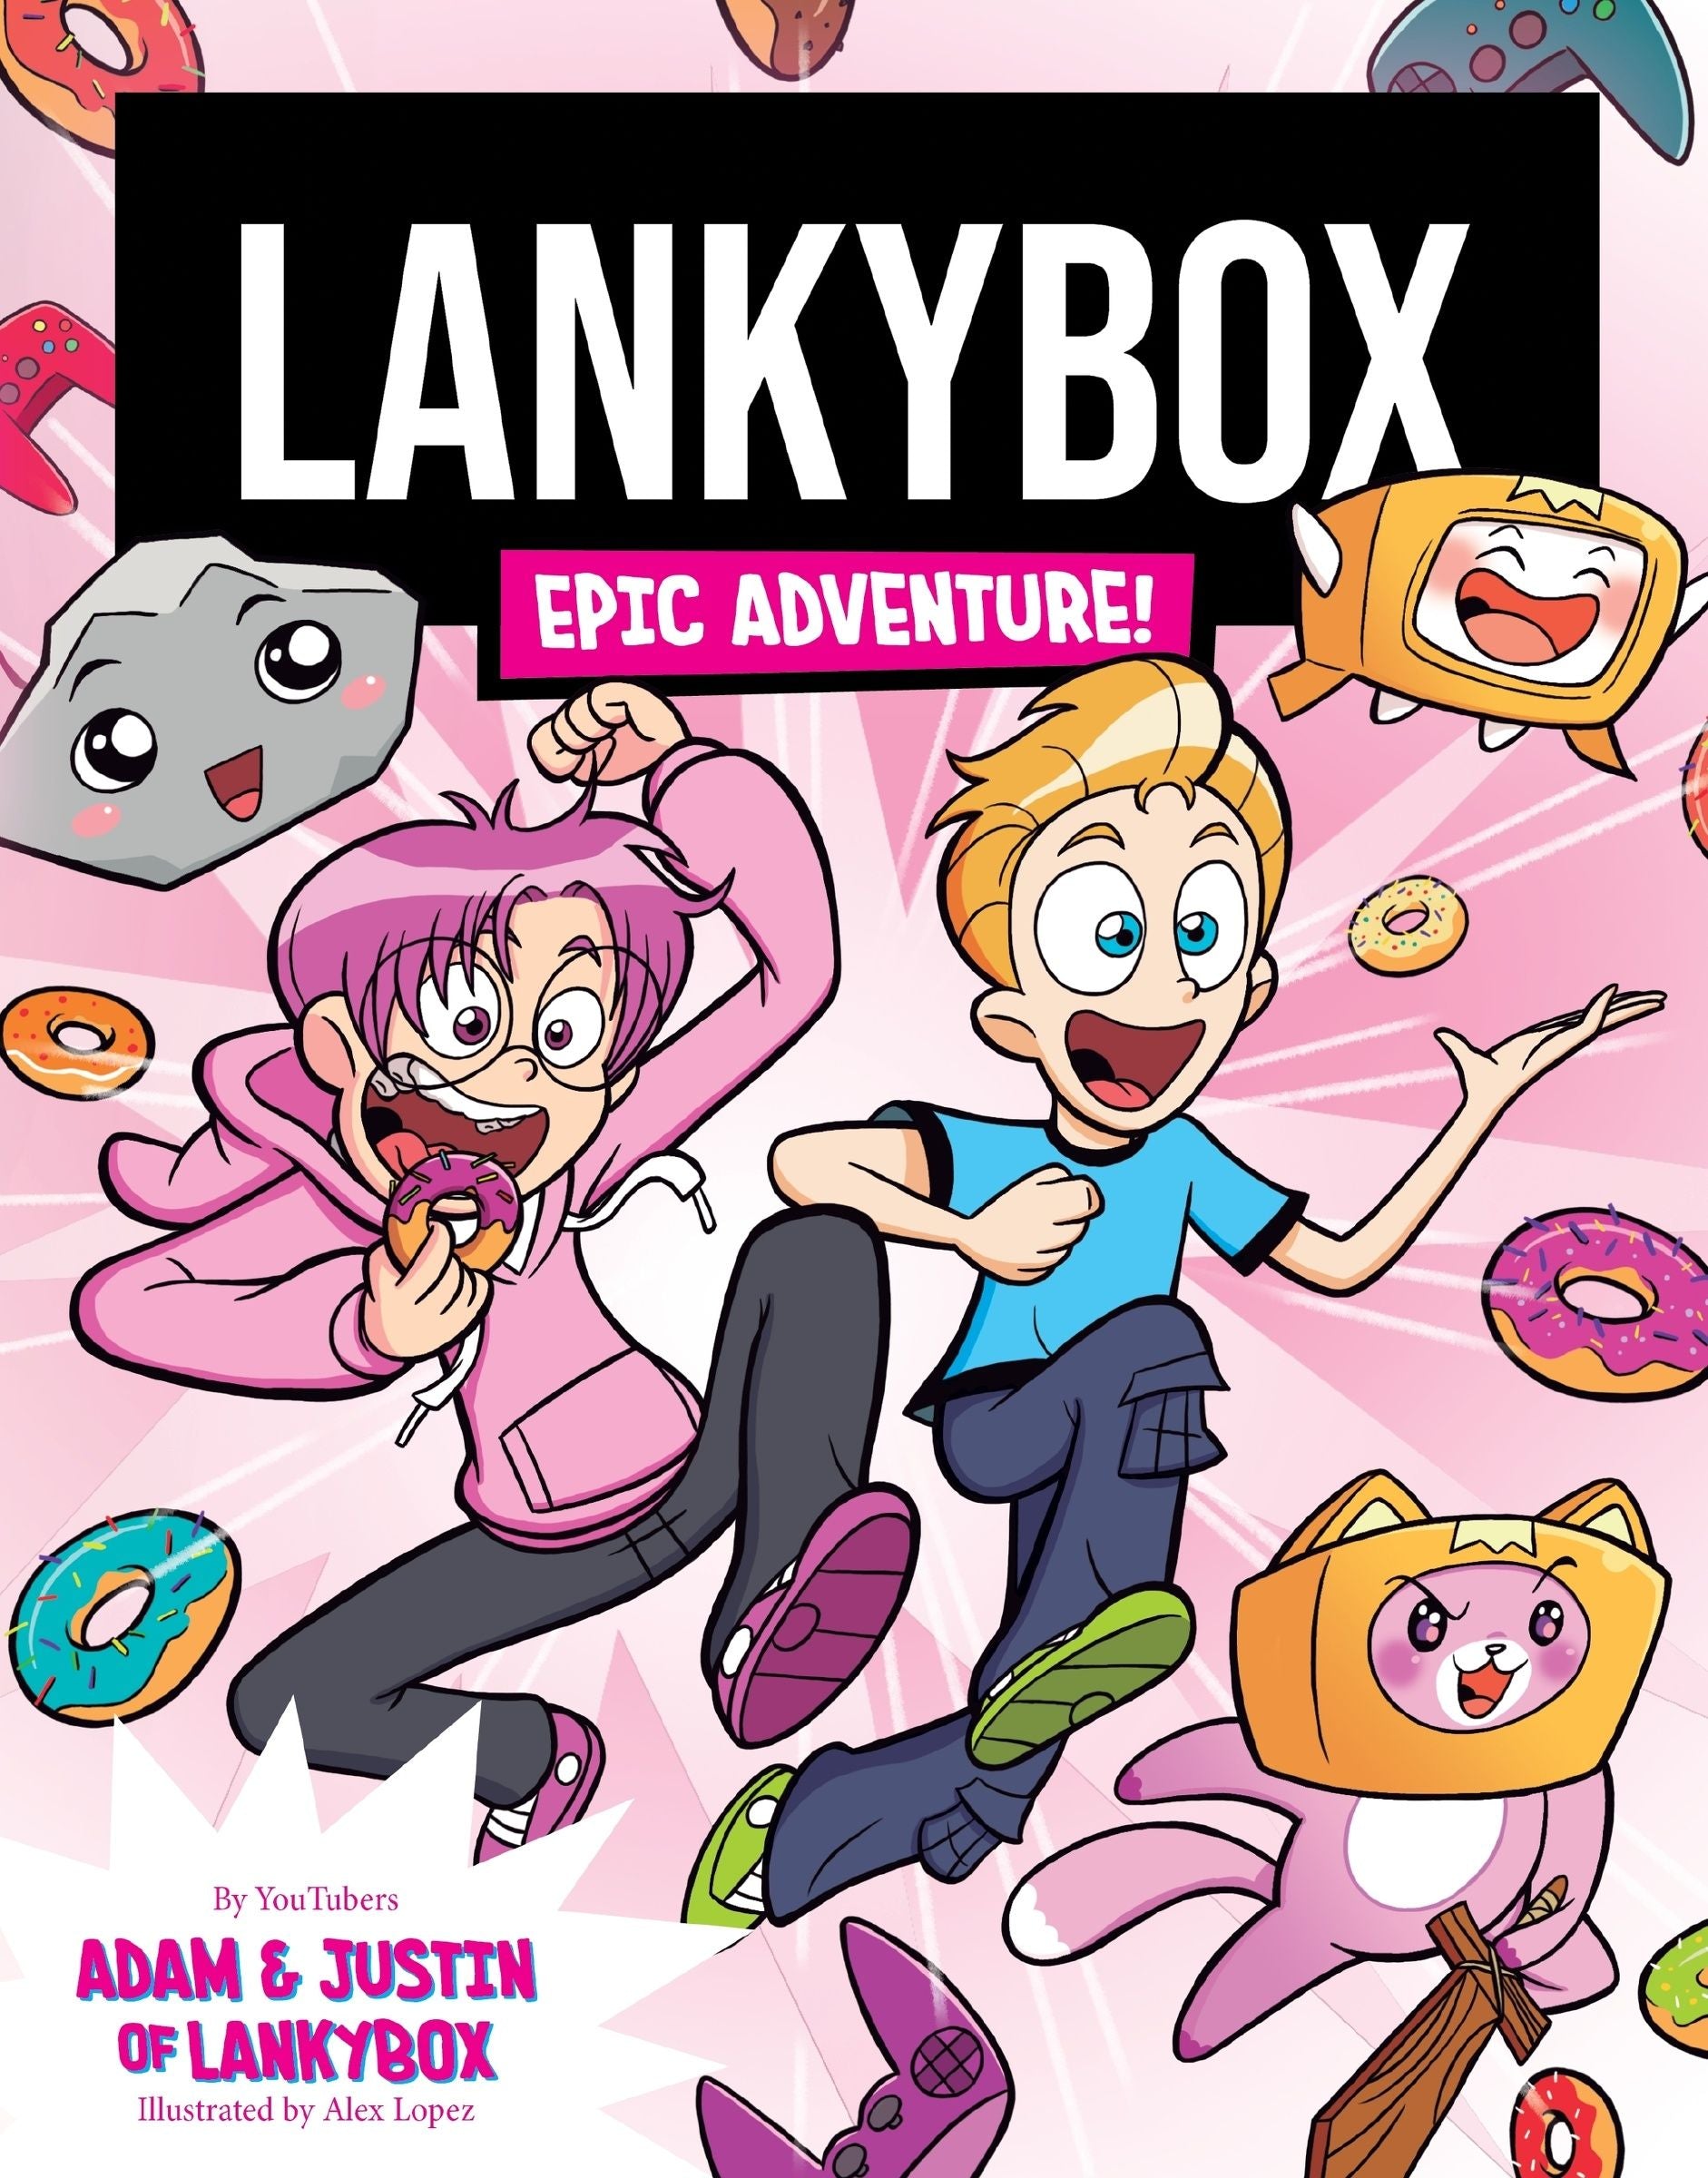 LANKYBOX
EPIC ADVENTURE!
By YouTubers
ADAM & JUSTIN
OF LANKYBOX
Illustrated by Alex Lopez